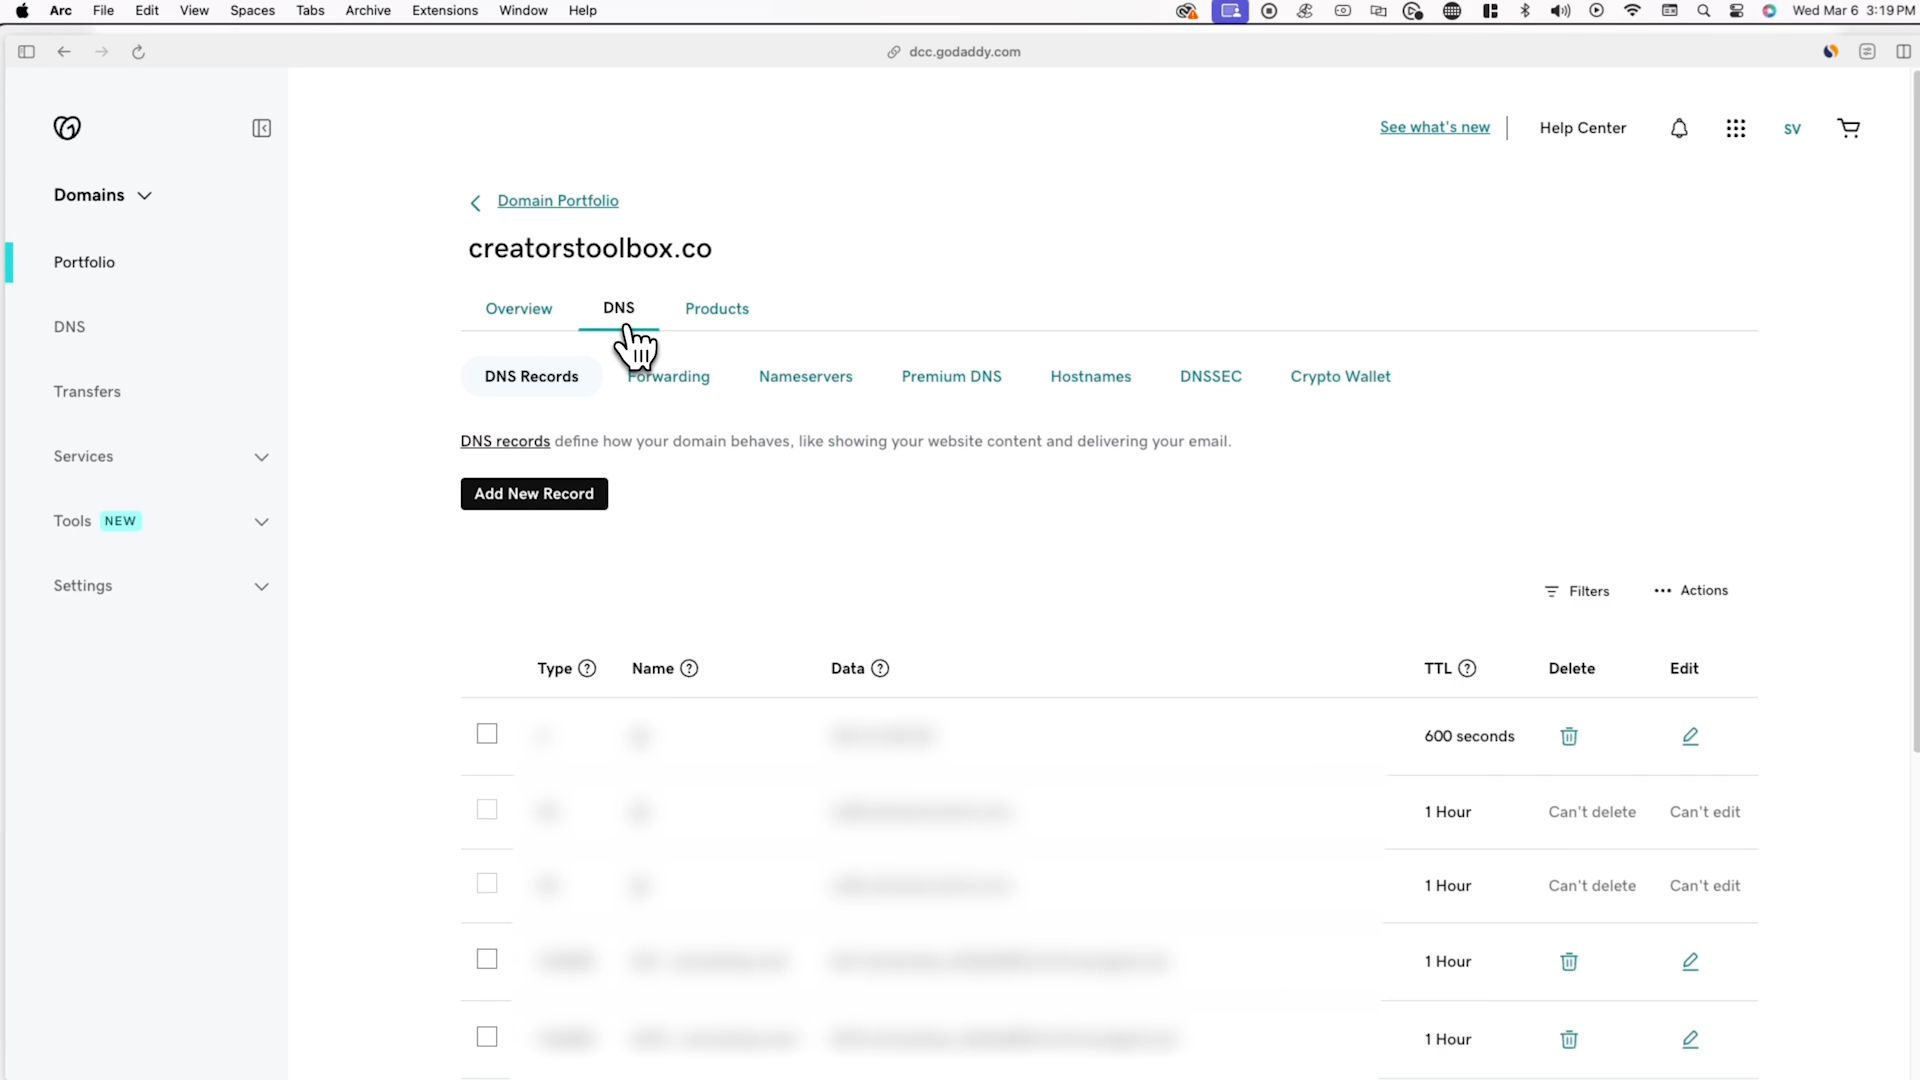 Arc File Edit View Spaces Tabs Archive Extensions Window Help Wed Mar 6 3:19 PM
dcc.godaddy.com
See what's new Help Center SV
Domains
Portfolio
DNS
Transfers
Services
Tools NEW
Settings
Domain Portfolio
creatorstoolbox.co
Overview DNS Products
DNS Records Forwarding Nameservers Premium DNS Hostnames DNSSEC Crypto Wallet
DNS records define how your domain behaves, like showing your website content and delivering your email.
Add New Record
Filters ••• Actions
Type ? Name ? Data ? TTL ? Delete Edit
600 seconds
1 Hour Can't delete Can't edit
1 Hour Can't delete Can't edit
1 Hour
1 Hour